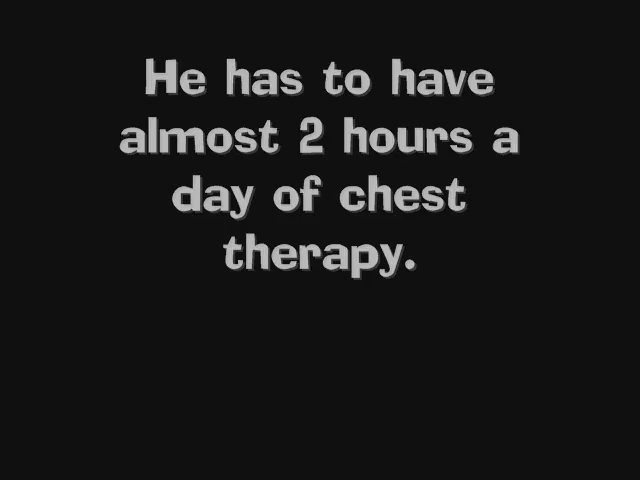 He has to have
almost 2 hours a
day of chest
therapy.